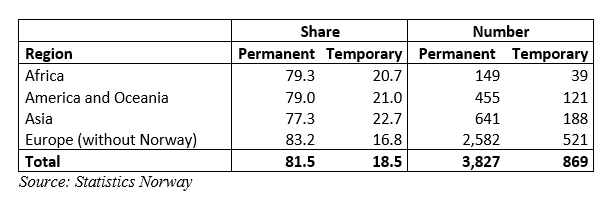 Share Number
Region Permanent Temporary Permanent Temporary
Africa 79.3 20.7 149 39
America and Oceania 79.0 21.0 455 121
Asia 77.3 22.7 641 188
Europe (without Norway) 83.2 16.8 2,582 521
Total 81.5 18.5 3,827 869
Source: Statistics Norway